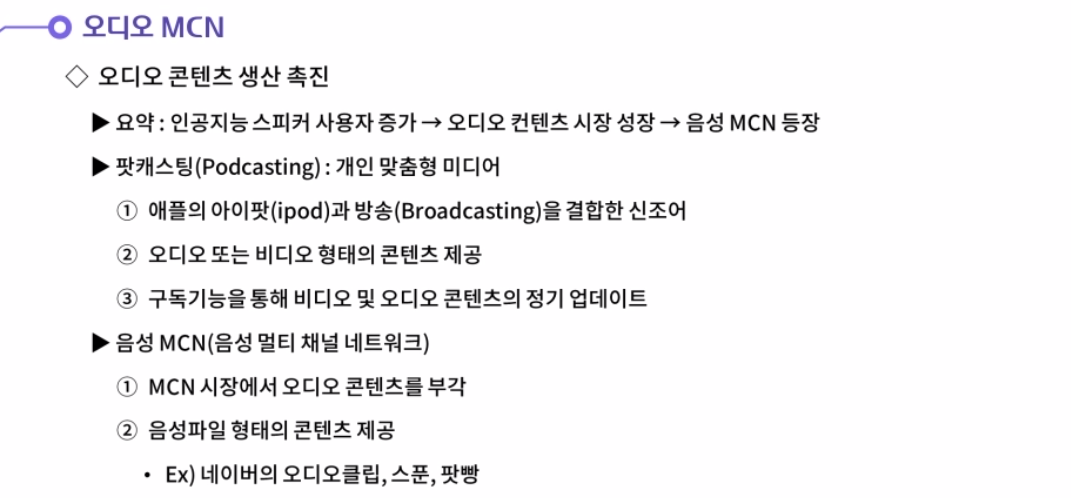 오디오 MCN
◇ 오디오 콘텐츠 생산 촉진
▶ 요약 : 인공지능 스피커 사용자 증가 → 오디오 컨텐츠 시장 성장 → 음성 MCN 등장
▶ 팟캐스팅(Podcasting) : 개인 맞춤형 미디어
① 애플의 아이팟(ipod)과 방송(Broadcasting)을 결합한 신조어
② 오디오 또는 비디오 형태의 콘텐츠 제공
③ 구독기능을 통해 비디오 및 오디오 콘텐츠의 정기 업데이트
▶ 음성 MCN(음성 멀티 채널 네트워크)
① MCN 시장에서 오디오 콘텐츠를 부각
② 음성파일 형태의 콘텐츠 제공
• Ex) 네이버의 오디오클립, 스푼, 팟빵